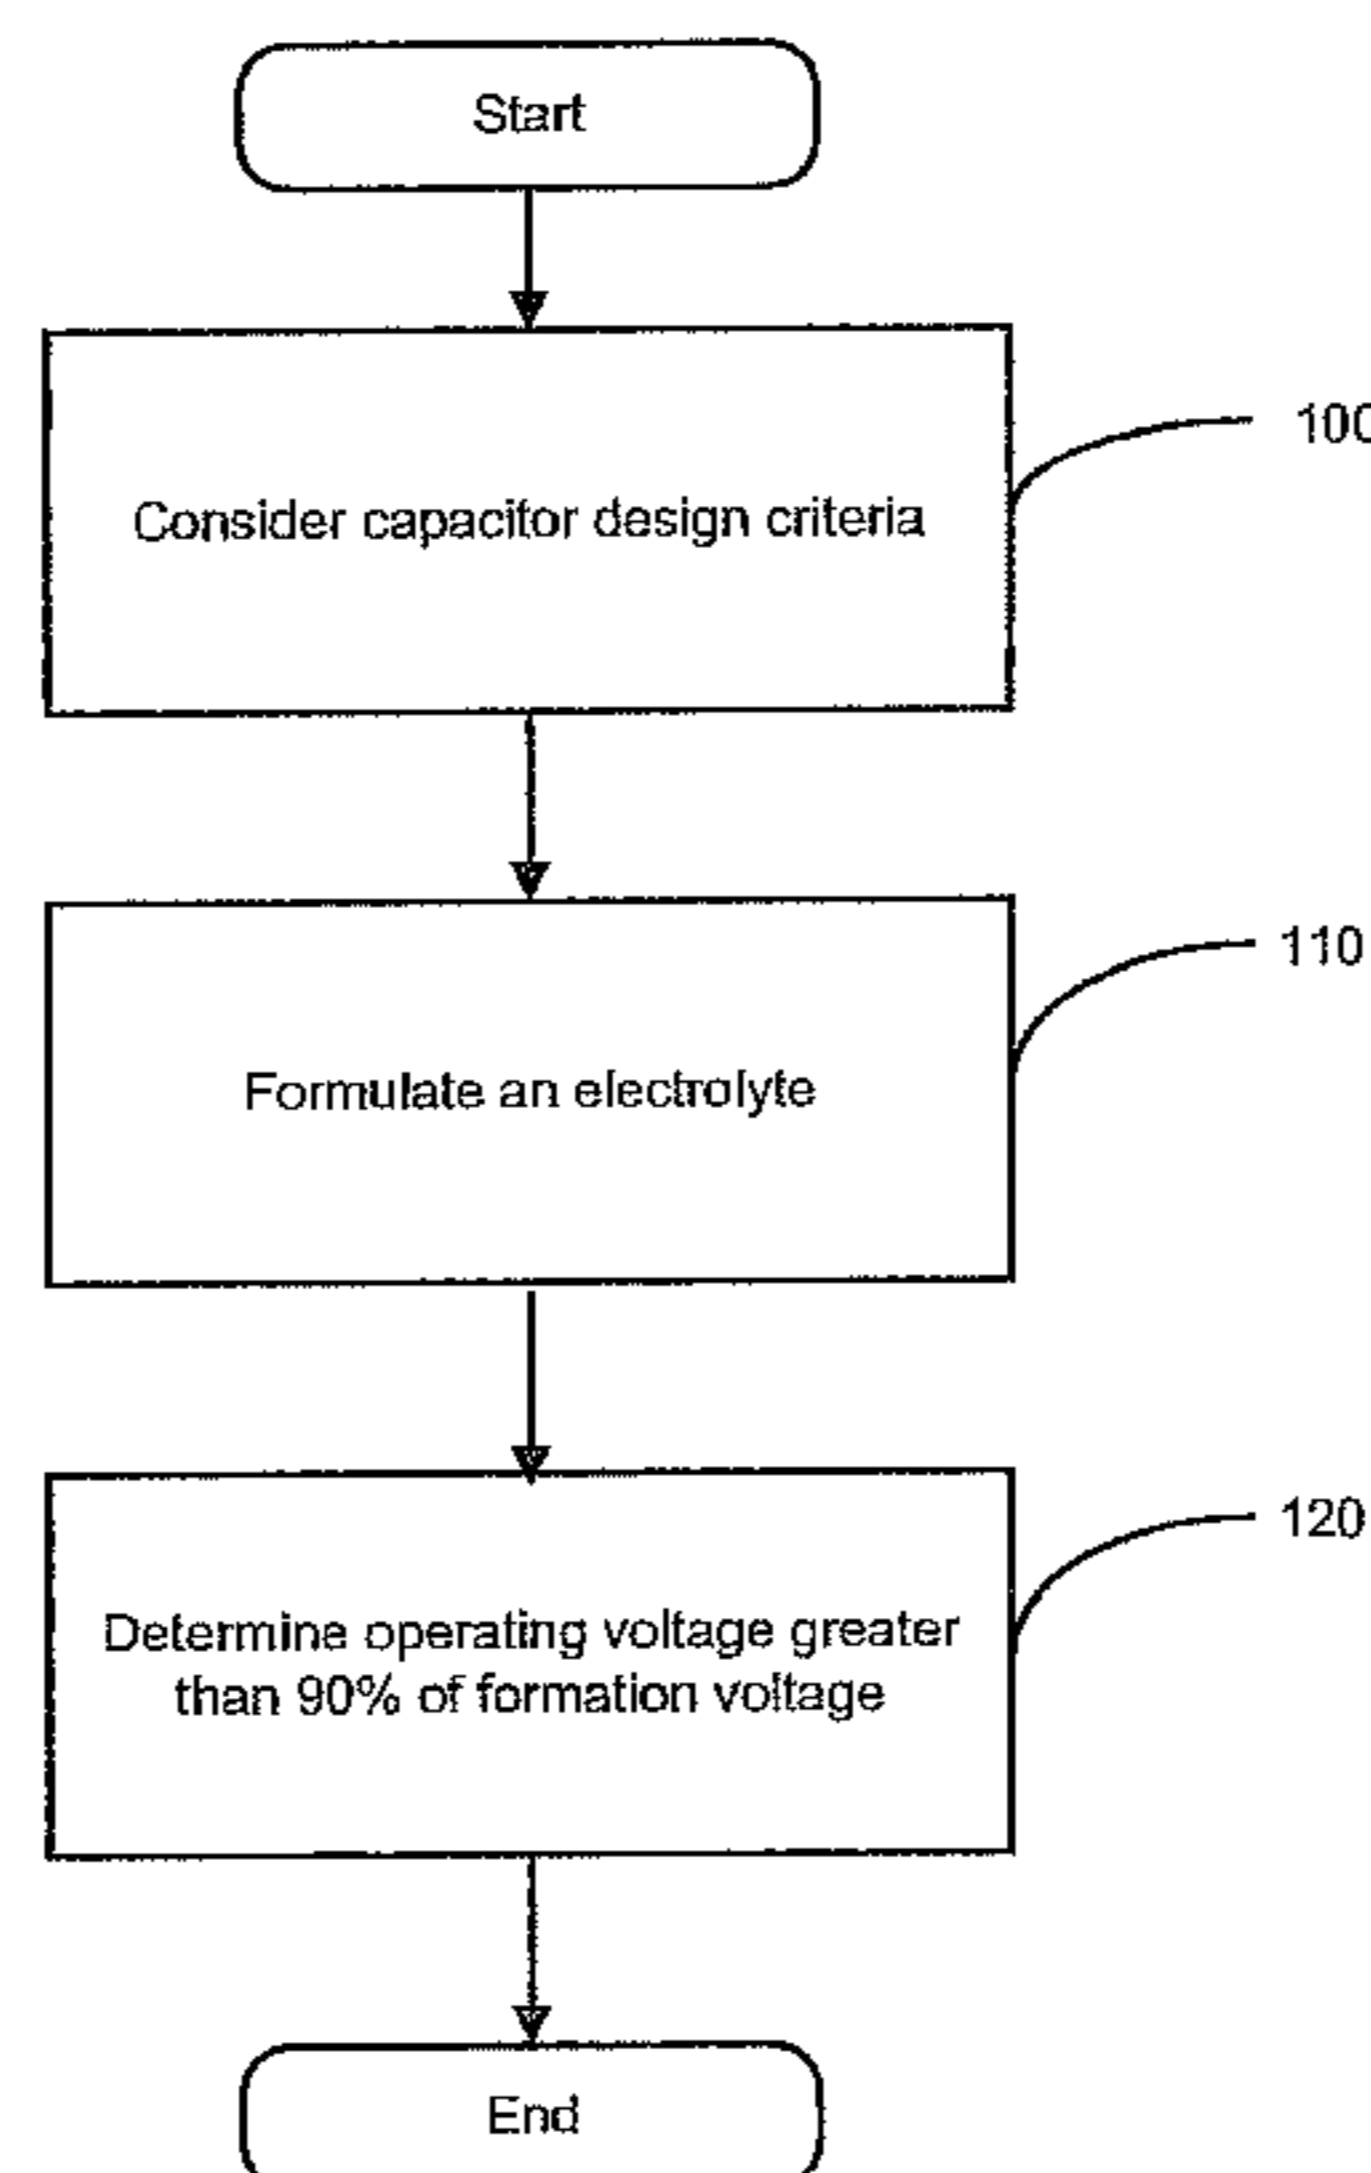 Start
Consider capacitor design criteria
100
Formulate an electrolyte
110
Determine operating voltage greater
than 90% of formation voltage
120
End